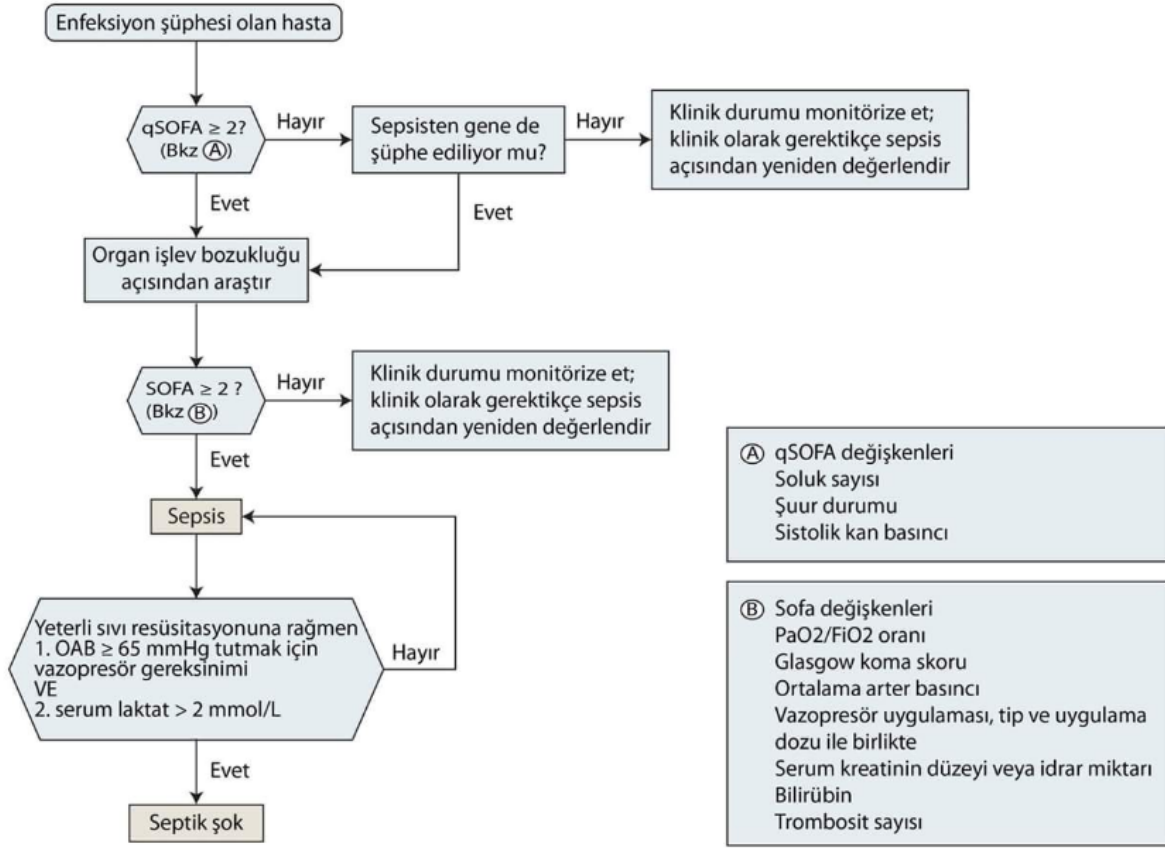 Enfeksiyon şüphesi olan hasta
qSOFA ≥ 2?
(Bkz Ⓐ)
Hayır
Sepsisten gene de
şüphe ediliyor mu?
Hayır
Klinik durumu monitörize et;
klinik olarak gerektikçe sepsis
açısından yeniden değerlendir
Evet
Evet
Organ işlev bozukluğu
açısından araştır
SOFA ≥ 2 ?
(Bkz Ⓑ)
Hayır
Klinik durumu monitörize et;
klinik olarak gerektikçe sepsis
açısından yeniden değerlendir
Evet
Sepsis
Yeterli sıvı resüsitasyonuna rağmen
1. OAB ≥ 65 mmHg tutmak için
vazopresör gereksinimi
VE
2. serum laktat > 2 mmol/L
Hayır
Evet
Septik şok
Ⓐ qSOFA değişkenleri
Soluk sayısı
Şuur durumu
Sistolik kan basıncı
Ⓑ Sofa değişkenleri
PaO2/FiO2 oranı
Glasgow koma skoru
Ortalama arter basıncı
Vazopresör uygulaması, tip ve uygulama
dozu ile birlikte
Serum kreatinin düzeyi veya idrar miktarı
Bilirübin
Trombosit sayısı